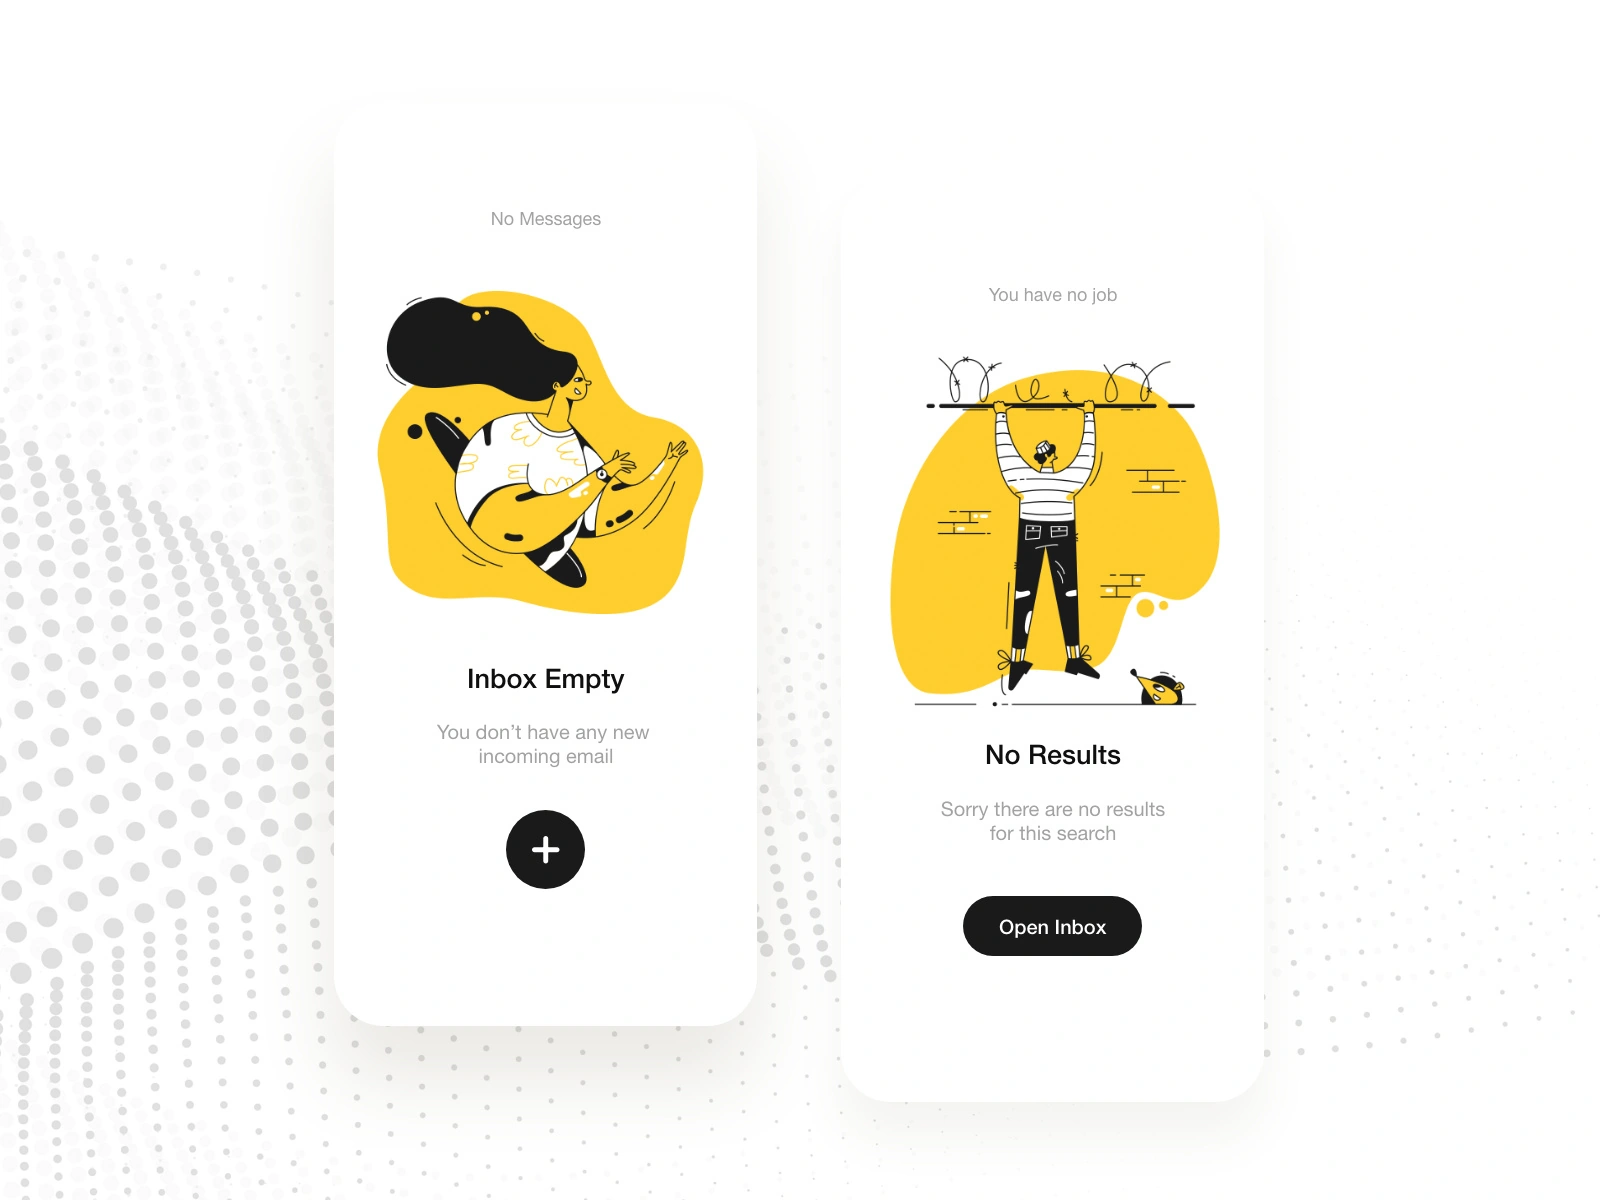 No Messages
Inbox Empty
You don’t have any new
incoming email
You have no job
No Results
Sorry there are no results
for this search
Open Inbox